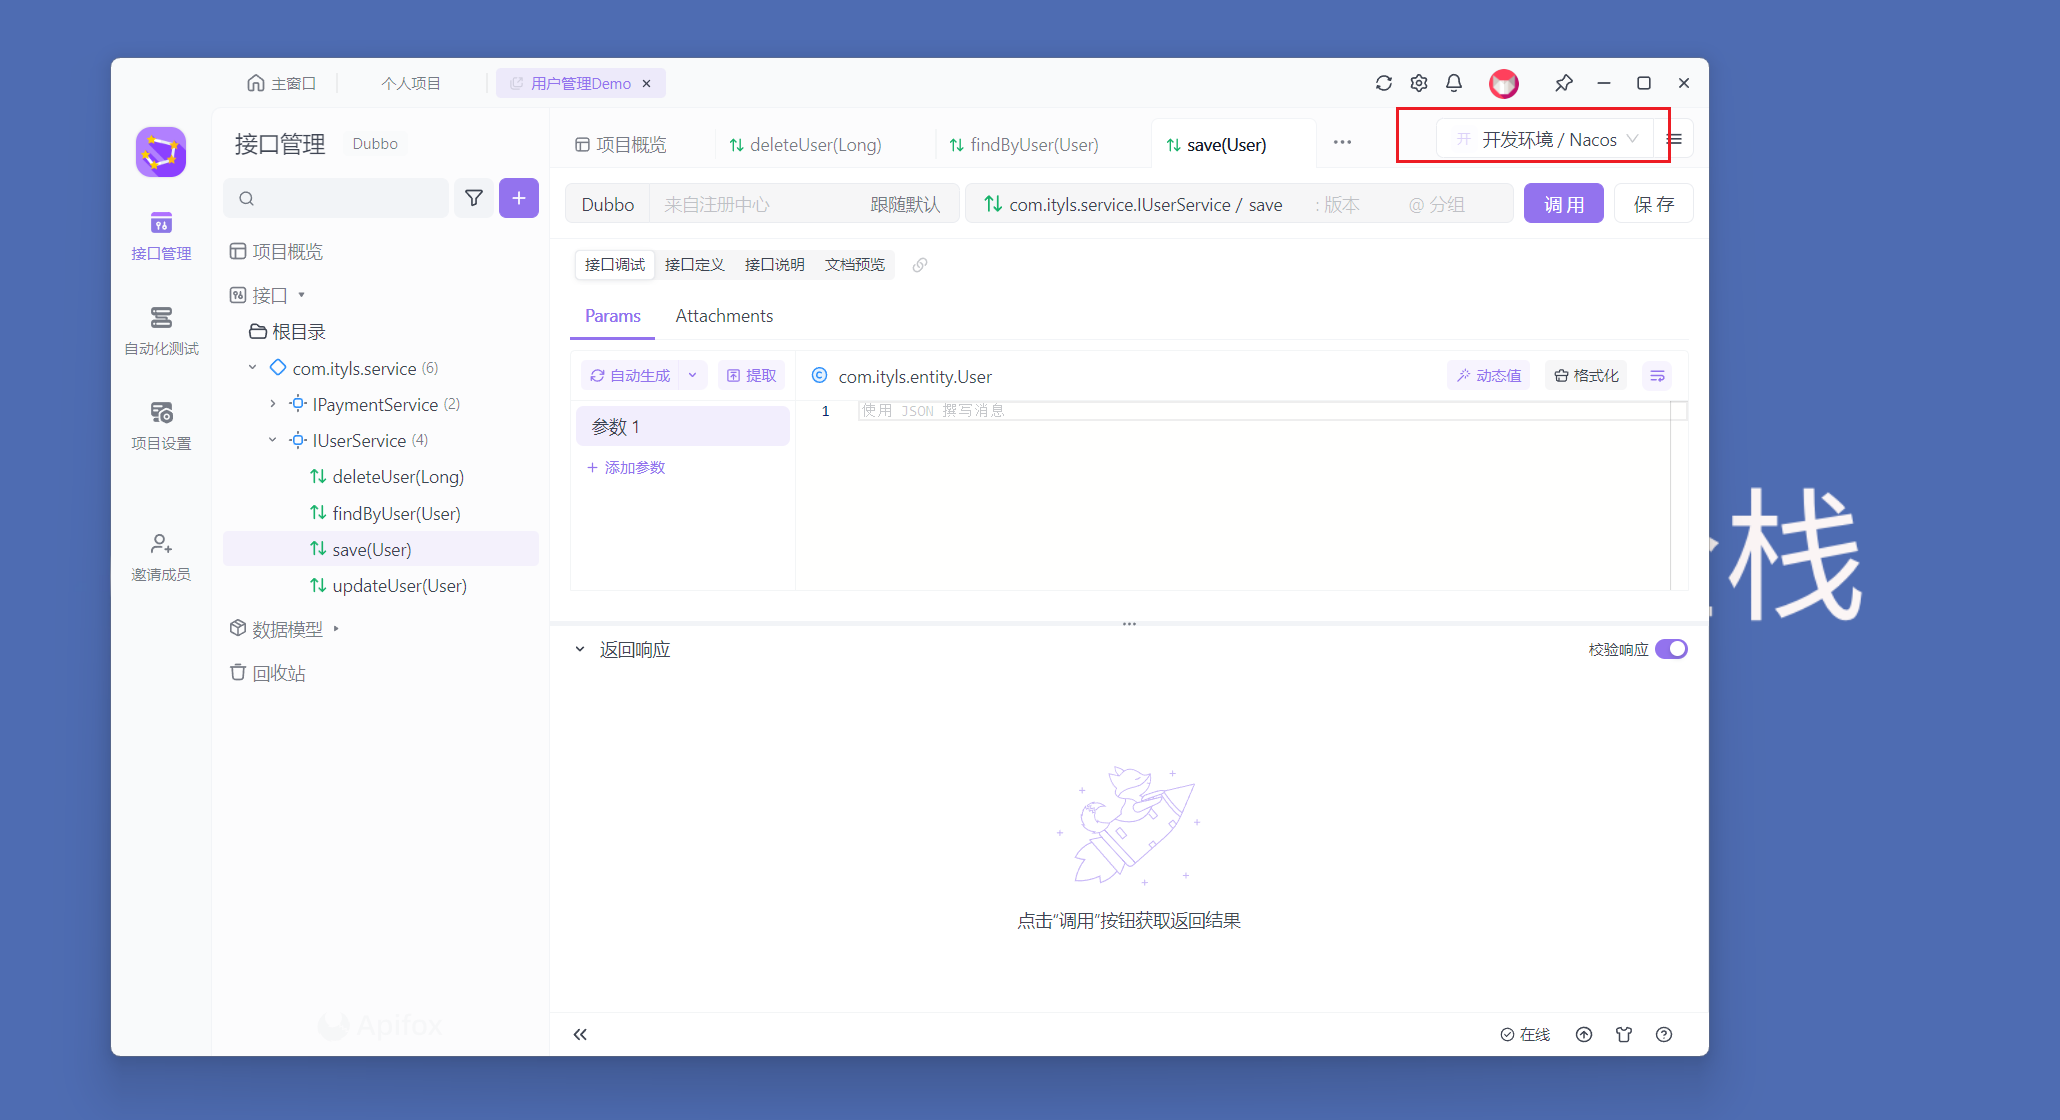 主窗口
个人项目
用户管理Demo
接口管理 Dubbo
项目概览
deleteUser(Long)
findByUser(User)
save(User)
开 开发环境 / Nacos
接口管理
自动化测试
项目设置
邀请成员
项目概览
接口
根目录
com.ityls.service (6)
IPaymentService (2)
IUserService (4)
deleteUser(Long)
findByUser(User)
save(User)
updateUser(User)
数据模型
回收站
Apifox
Dubbo 来自注册中心 跟随默认 com.ityls.service.IUserService / save : 版本 @ 分组 调 用 保 存
接口调试 接口定义 接口说明 文档预览
Params Attachments
自动生成 提取 com.ityls.entity.User 动态值 格式化
参数 1
添加参数
1 使用 JSON 撰写消息
返回响应 校验响应
点击“调用”按钮获取返回结果
在线
栈